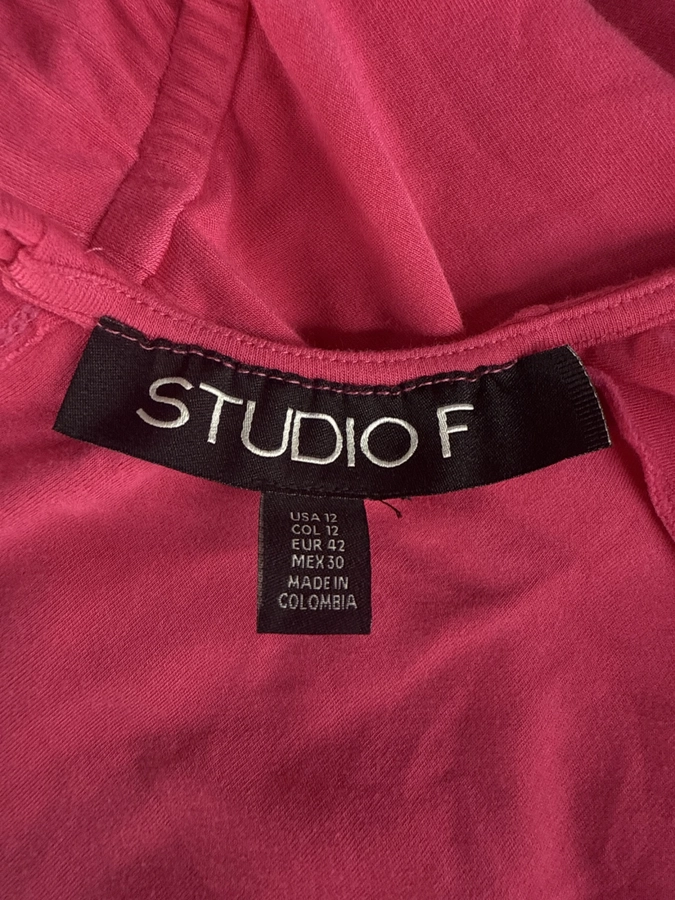 STUDIO F
USA 12
COL 12
EUR 42
MEX 30
MADE IN
COLOMBIA